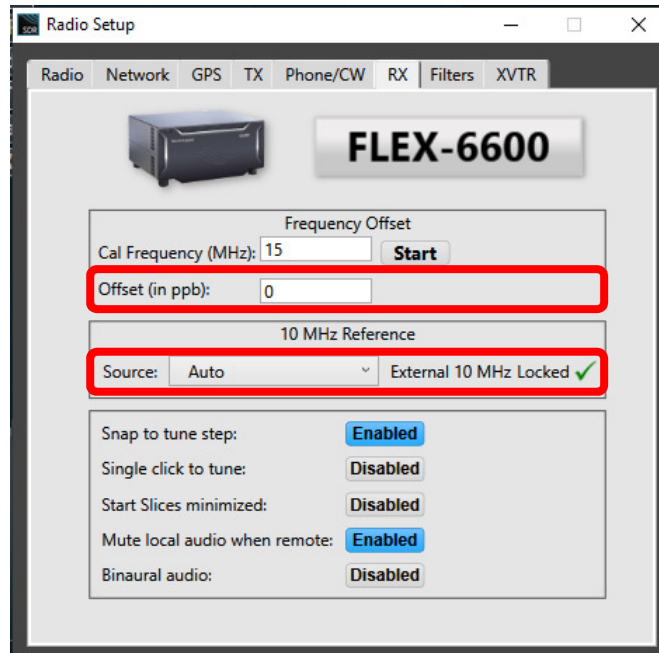 SDR Radio Setup
Radio Network GPS TX Phone/CW RX Filters XVTR
FLEX-6600
Frequency Offset
Cal Frequency (MHz): 15 Start
Offset (in ppb): 0
10 MHz Reference
Source: Auto External 10 MHz Locked
Snap to tune step: Enabled
Single click to tune: Disabled
Start Slices minimized: Disabled
Mute local audio when remote: Enabled
Binaural audio: Disabled